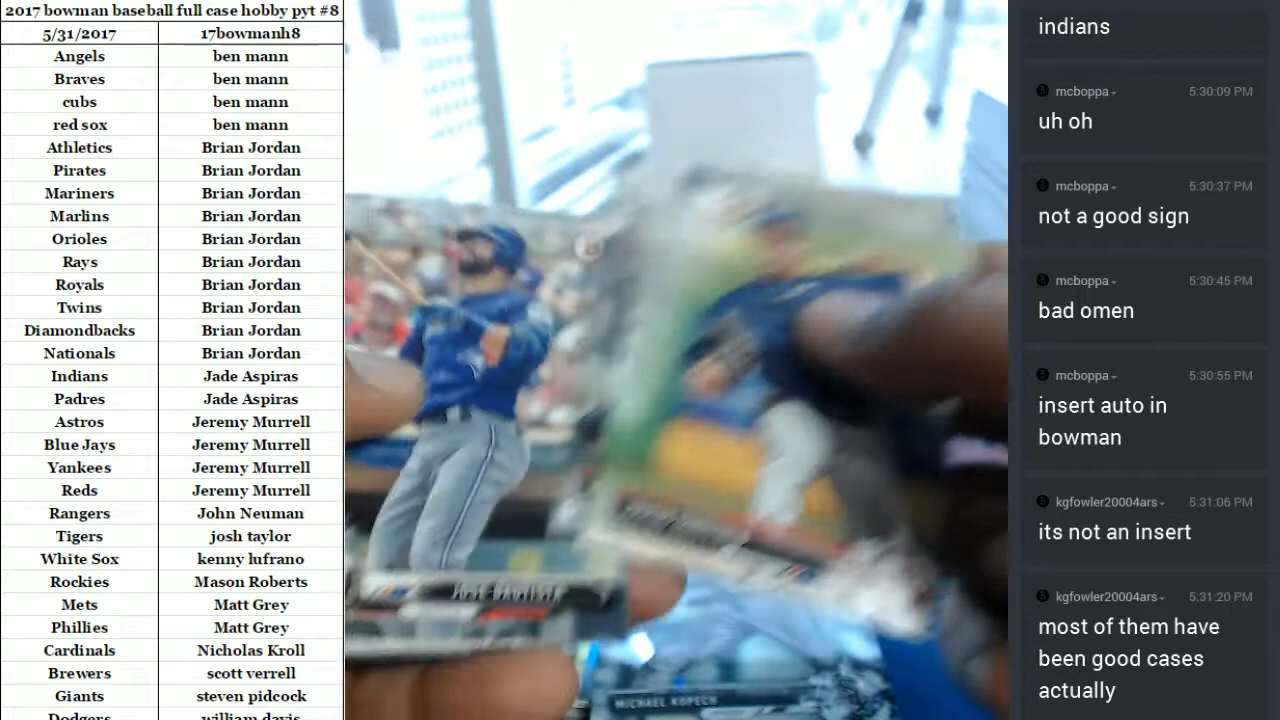 2017 bowman baseball full case hobby pyt #8
5/31/2017 17bowmanh8
Angels ben mann
Braves ben mann
cubs ben mann
red sox ben mann
Athletics Brian Jordan
Pirates Brian Jordan
Mariners Brian Jordan
Marlins Brian Jordan
Orioles Brian Jordan
Rays Brian Jordan
Royals Brian Jordan
Twins Brian Jordan
Diamondbacks Brian Jordan
Nationals Brian Jordan
Indians Jade Aspiras
Padres Jade Aspiras
Astros Jeremy Murrell
Blue Jays Jeremy Murrell
Yankees Jeremy Murrell
Reds Jeremy Murrell
Rangers John Neuman
Tigers josh taylor
White Sox kenny lufrano
Rockies Mason Roberts
Mets Matt Grey
Phillies Matt Grey
Cardinals Nicholas Kroll
Brewers scott verrell
Giants steven pidcock
Dodgers william davis
MICHAEL KOPECH
indians
mcboppa 5:30:09 PM
uh oh
mcboppa 5:30:37 PM
not a good sign
mcboppa 5:30:45 PM
bad omen
mcboppa 5:30:55 PM
insert auto in
bowman
kgfowler20004ars 5:31:06 PM
its not an insert
kgfowler20004ars 5:31:20 PM
most of them have
been good cases
actually